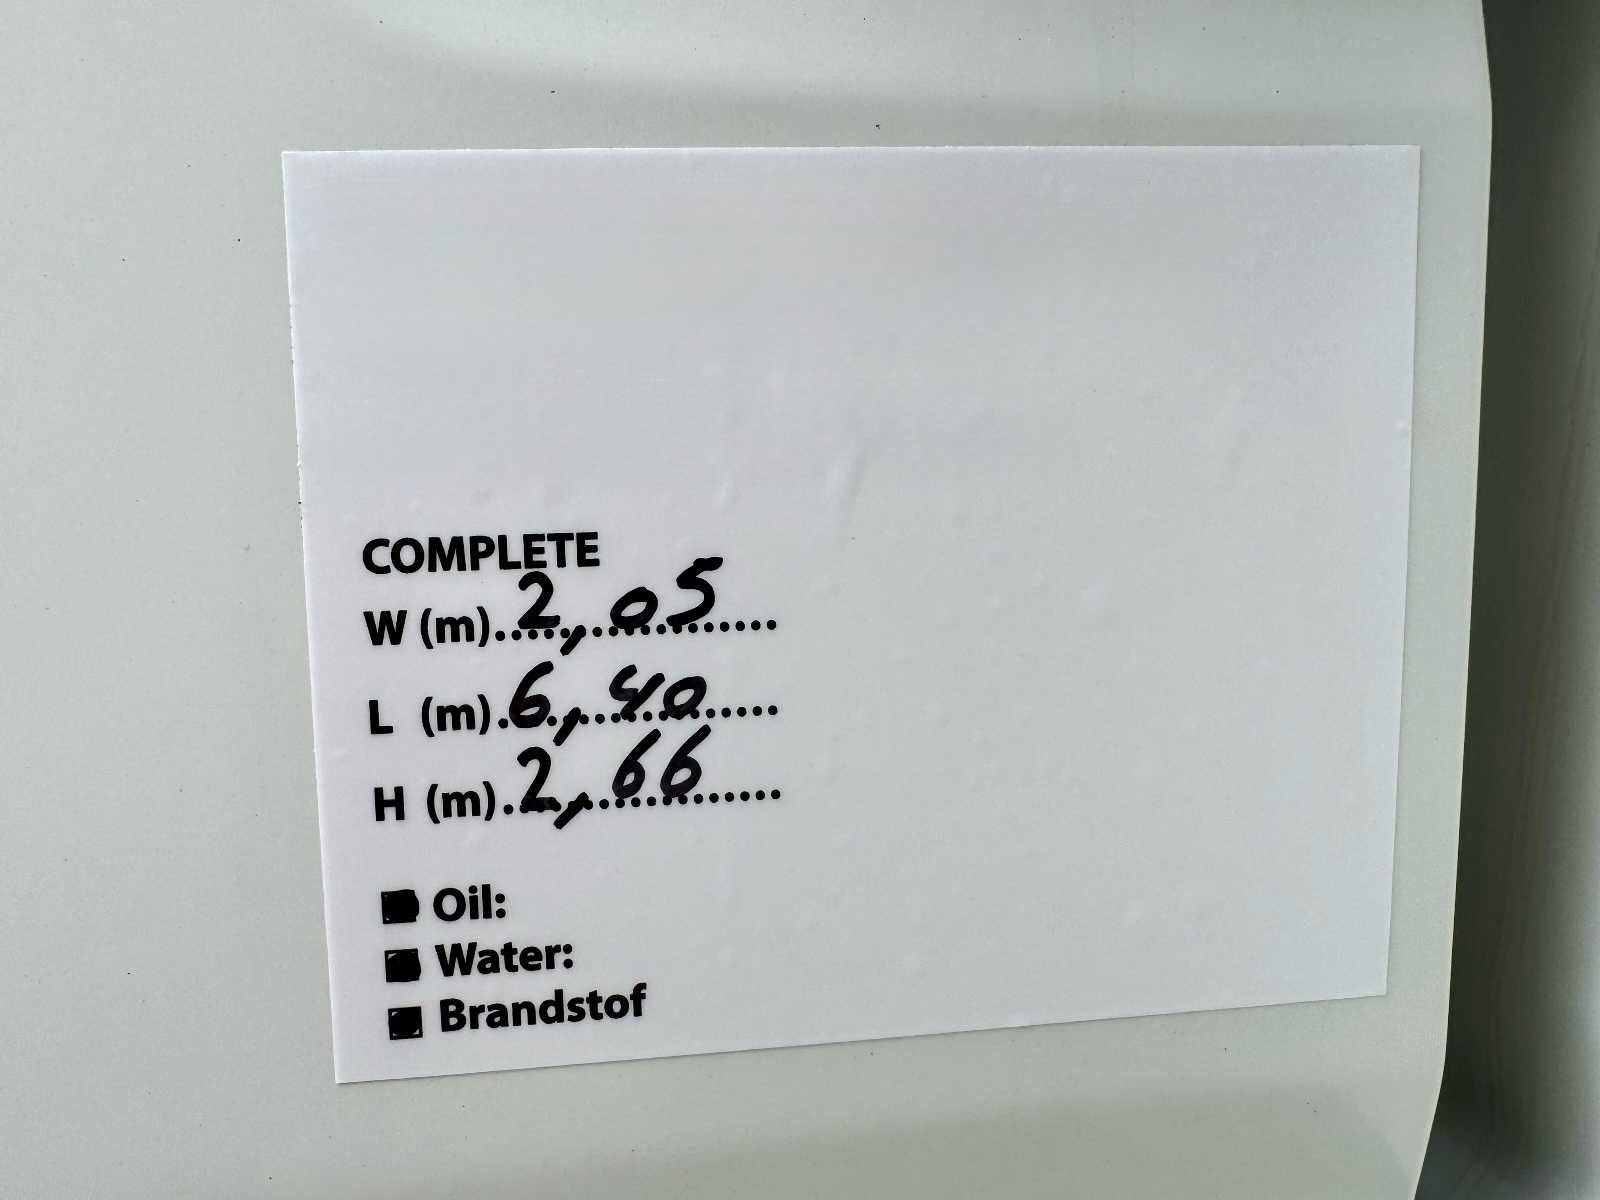 COMPLETE
W (m)..2,05......
L (m).6,40.....
H (m)..2,66......
■ Oil:
■ Water:
■ Brandstof